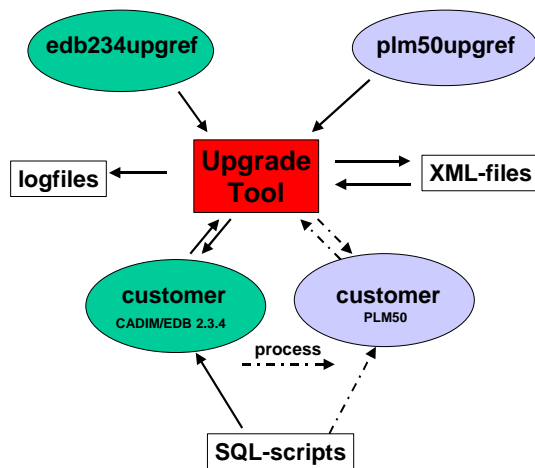 edb234upgref
plm50upgref
Upgrade
Tool
logfiles
XML-files
customer
CADIM/EDB 2.3.4
customer
PLM50
process
SQL-scripts